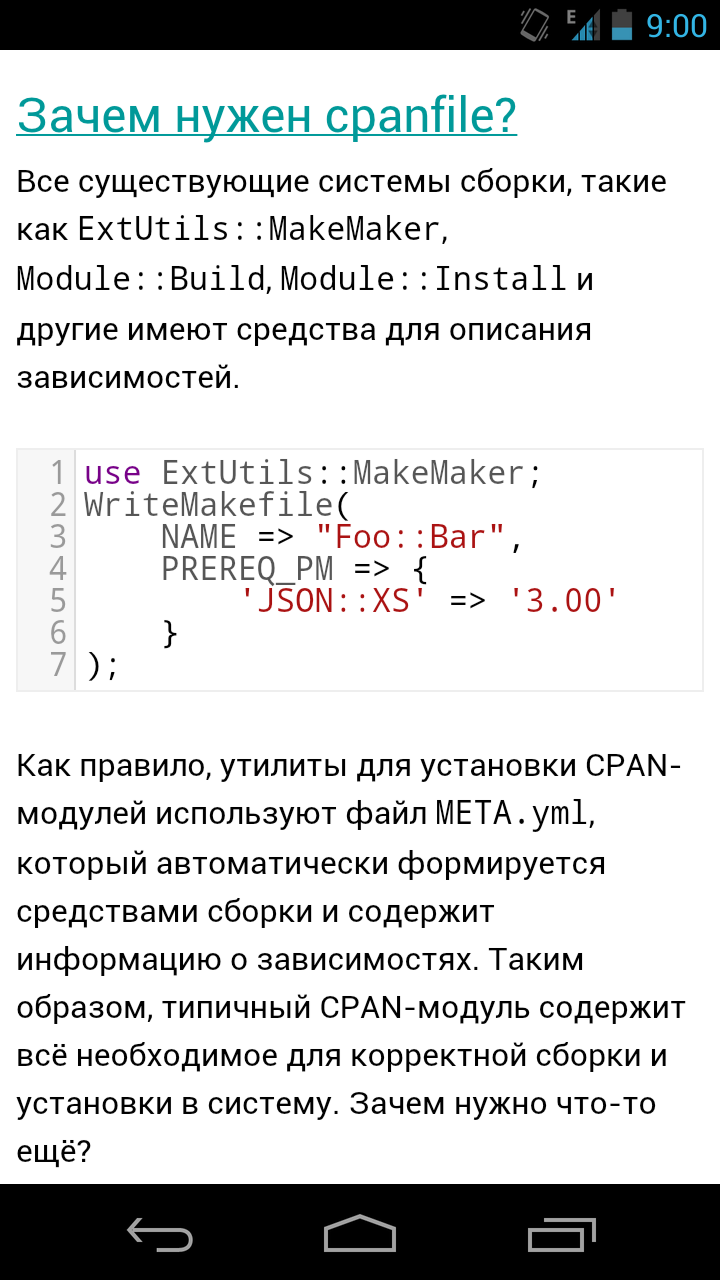 E 9:00
Зачем нужен cpanfile?
Все существующие системы сборки, такие
как ExtUtils::MakeMaker,
Module::Build, Module::Install и
другие имеют средства для описания
зависимостей.
1 use ExtUtils::MakeMaker;
2 WriteMakefile(
3     NAME => "Foo::Bar",
4     PREREQ_PM => {
5         'JSON::XS' => '3.00'
6     }
7 );
Как правило, утилиты для установки CPAN-
модулей используют файл META.yml,
который автоматически формируется
средствами сборки и содержит
информацию о зависимостях. Таким
образом, типичный CPAN-модуль содержит
всё необходимое для корректной сборки и
установки в систему. Зачем нужно что-то
ещё?